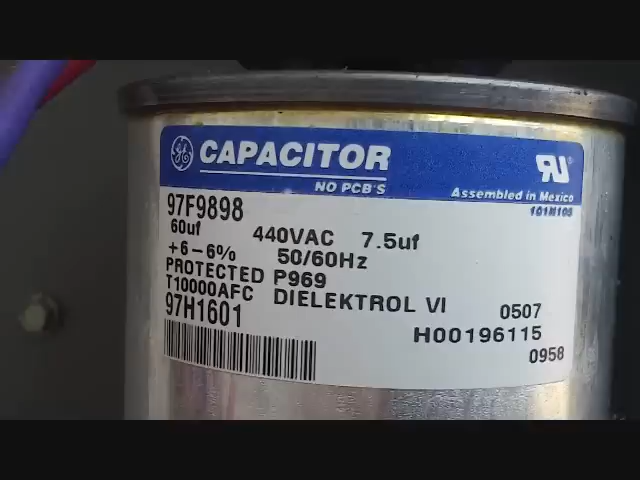 CAPACITOR
NO PCB'S
Assembled in Mexico
97F9898
60uf 440VAC 7.5uf
+6-6% 50/60Hz
PROTECTED P969
T10000AFC DIELEKTROL VI 0507
97H1601 H00196115
0958